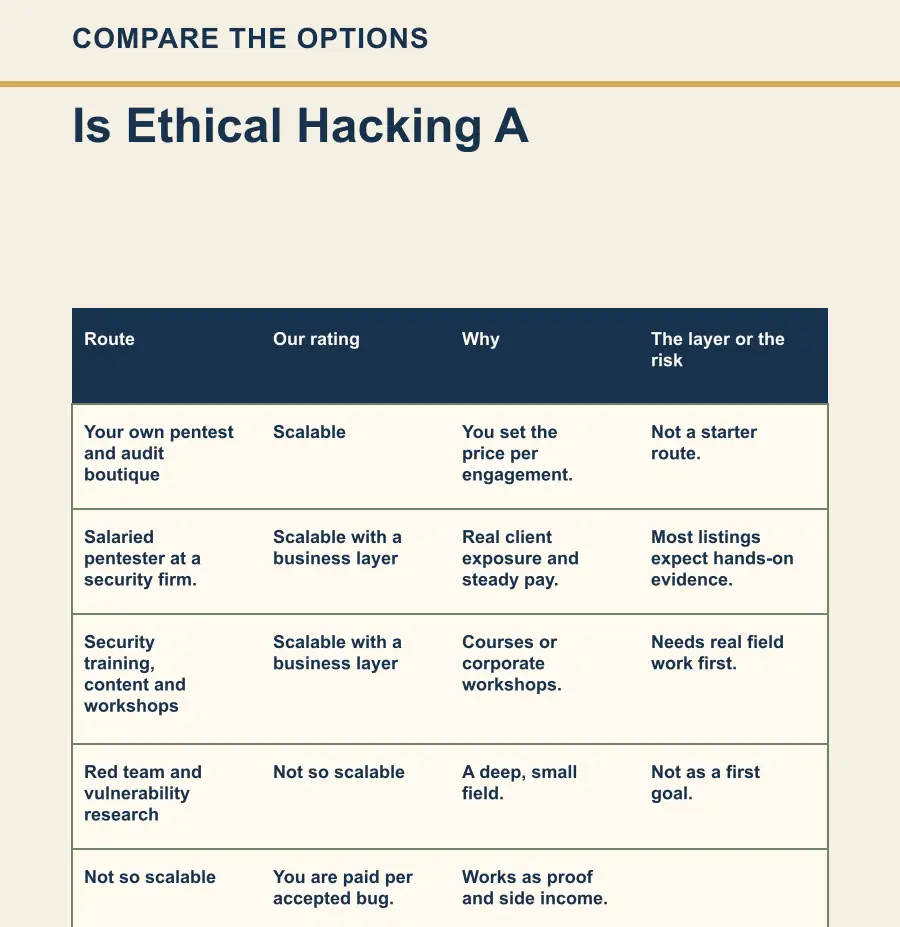 COMPARE THE OPTIONS
Is Ethical Hacking A
Route
Our rating
Why
The layer or the
risk
Your own pentest
and audit
boutique
Scalable
You set the
price per
engagement.
Not a starter
route.
Salaried
pentester at a
security firm.
Scalable with a
business layer
Real client
exposure and
steady pay.
Most listings
expect hands-on
evidence.
Security
training,
content and
workshops
Scalable with a
business layer
Courses or
corporate
workshops.
Needs real field
work first.
Red team and
vulnerability
research
Not so scalable
A deep, small
field.
Not as a first
goal.
Not so scalable
You are paid per
accepted bug.
Works as proof
and side income.